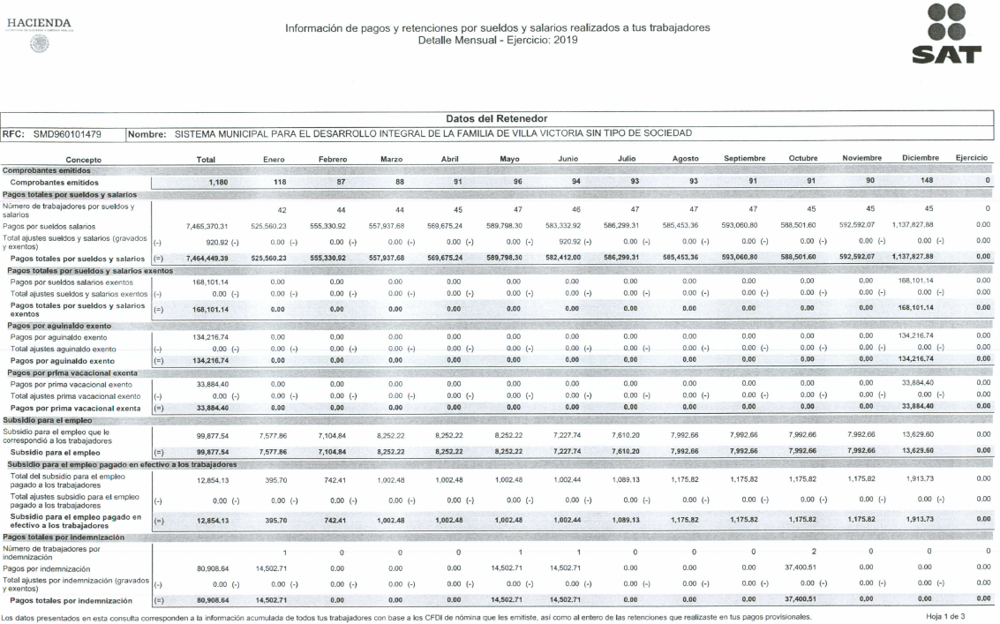 HACIENDA
Información de pagos y retenciones por sueldos y salarios realizados a tus trabajadores
Detalle Mensual - Ejercicio: 2019
SAT
Datos del Retenedor
RFC: SMD960101479 Nombre: SISTEMA MUNICIPAL PARA EL DESARROLLO INTEGRAL DE LA FAMILIA DE VILLA VICTORIA SIN TIPO DE SOCIEDAD
Concepto Total Enero Febrero Marzo Abril Mayo Junio Julio Agosto Septiembre Octubre Noviembre Diciembre Ejercicio
Comprobantes emitidos
Comprobantes emitidos 1,180 118 87 88 91 96 94 93 93 91 91 90 148 0
Pagos totales por sueldos y salarios
Número de trabajadores por sueldos y
salarios 42 44 44 45 47 46 47 47 47 45 45 45 0
Pagos por sueldos salarios 7,465,370.31 525,560.23 555,330.92 557,937.68 569,675.24 589,798.30 583,332.92 586,299.31 585,453.36 593,060.80 588,501.60 592,592.07 1,137,827.88 0.00
Total ajustes sueldos y salarios (gravados
y exentos) (-) 920.92 (-) 0.00 (-) 0.00 (-) 0.00 (-) 0.00 (-) 0.00 (-) 920.92 (-) 0.00 (-) 0.00 (-) 0.00 (-) 0.00 (-) 0.00 (-) 0.00 (-) 0.00
Pagos totales por sueldos y salarios (=) 7,464,449.39 525,560.23 555,330.92 557,937.68 569,675.24 589,798.30 582,412.00 586,299.31 585,453.36 593,060.80 588,501.60 592,592.07 1,137,827.88 0.00
Pagos totales por sueldos y salarios exentos
Pagos por sueldos salarios exentos 168,101.14 0.00 0.00 0.00 0.00 0.00 0.00 0.00 0.00 0.00 0.00 0.00 168,101.14 0.00
Total ajustes sueldos y salarios exentos (-) 0.00 (-) 0.00 (-) 0.00 (-) 0.00 (-) 0.00 (-) 0.00 (-) 0.00 (-) 0.00 (-) 0.00 (-) 0.00 (-) 0.00 (-) 0.00 (-) 0.00 (-) 0.00
Pagos totales por sueldos y salarios
exentos (=) 168,101.14 0.00 0.00 0.00 0.00 0.00 0.00 0.00 0.00 0.00 0.00 0.00 168,101.14 0.00
Pagos por aguinaldo exento
Pagos por aguinaldo exento 134,216.74 0.00 0.00 0.00 0.00 0.00 0.00 0.00 0.00 0.00 0.00 0.00 134,216.74 0.00
Total ajustes aguinaldo exento (-) 0.00 (-) 0.00 (-) 0.00 (-) 0.00 (-) 0.00 (-) 0.00 (-) 0.00 (-) 0.00 (-) 0.00 (-) 0.00 (-) 0.00 (-) 0.00 (-) 0.00 (-) 0.00
Pagos por aguinaldo exento (=) 134,216.74 0.00 0.00 0.00 0.00 0.00 0.00 0.00 0.00 0.00 0.00 0.00 134,216.74 0.00
Pagos por prima vacacional exenta
Pagos por prima vacacional exento 33,884.40 0.00 0.00 0.00 0.00 0.00 0.00 0.00 0.00 0.00 0.00 0.00 33,884.40 0.00
Total ajustes prima vacacional exento (-) 0.00 (-) 0.00 (-) 0.00 (-) 0.00 (-) 0.00 (-) 0.00 (-) 0.00 (-) 0.00 (-) 0.00 (-) 0.00 (-) 0.00 (-) 0.00 (-) 0.00 (-) 0.00
Pagos por prima vacacional exenta (=) 33,884.40 0.00 0.00 0.00 0.00 0.00 0.00 0.00 0.00 0.00 0.00 0.00 33,884.40 0.00
Subsidio para el empleo
Subsidio para el empleo que le
correspondió a los trabajadores 99,877.54 7,577.86 7,104.84 8,252.22 8,252.22 8,252.22 7,227.74 7,610.20 7,992.66 7,992.66 7,992.66 7,992.66 13,629.60 0.00
Subsidio para el empleo (=) 99,877.54 7,577.86 7,104.84 8,252.22 8,252.22 8,252.22 7,227.74 7,610.20 7,992.66 7,992.66 7,992.66 7,992.66 13,629.60 0.00
Subsidio para el empleo pagado en efectivo a los trabajadores
Total del subsidio para el empleo
pagado a los trabajadores 12,854.13 395.70 742.41 1,002.48 1,002.48 1,002.48 1,002.44 1,089.13 1,175.82 1,175.82 1,175.82 1,175.82 1,913.73 0.00
Total ajustes subsidio para el empleo
pagado a los trabajadores (-) 0.00 (-) 0.00 (-) 0.00 (-) 0.00 (-) 0.00 (-) 0.00 (-) 0.00 (-) 0.00 (-) 0.00 (-) 0.00 (-) 0.00 (-) 0.00 (-) 0.00 (-) 0.00
Subsidio para el empleo pagado en
efectivo a los trabajadores (=) 12,854.13 395.70 742.41 1,002.48 1,002.48 1,002.48 1,002.44 1,089.13 1,175.82 1,175.82 1,175.82 1,175.82 1,913.73 0.00
Pagos totales por indemnización
Número de trabajadores por
indemnización 1 0 0 0 1 1 0 0 0 2 0 0 0
Pagos por indemnización 80,908.64 14,502.71 0.00 0.00 0.00 14,502.71 14,502.71 0.00 0.00 0.00 37,400.51 0.00 0.00 0.00
Total ajustes por indemnización (gravados
y exentos) (-) 0.00 (-) 0.00 (-) 0.00 (-) 0.00 (-) 0.00 (-) 0.00 (-) 0.00 (-) 0.00 (-) 0.00 (-) 0.00 (-) 0.00 (-) 0.00 (-) 0.00 (-) 0.00
Pagos totales por indemnización (=) 80,908.64 14,502.71 0.00 0.00 0.00 14,502.71 14,502.71 0.00 0.00 0.00 37,400.51 0.00 0.00 0.00
Los datos presentados en esta consulta corresponden a la información acumulada de todos tus trabajadores con base a los CFDI de nómina que les emitiste, así como al entero de las retenciones que realizaste en tus pagos provisionales. Hoja 1 de 3